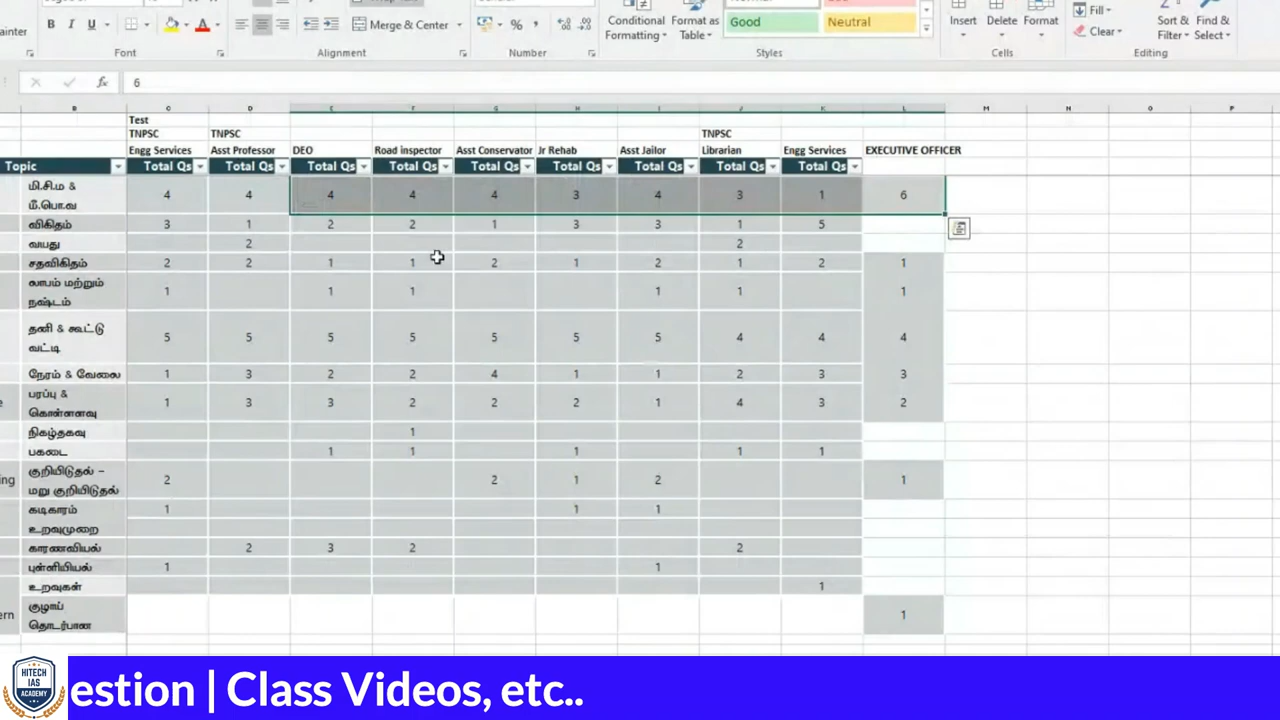 ainter
B I U
A
Merge & Center
% ,
Conditional Format as
Formatting Table
Good Neutral
Insert Delete Format
Fill
Clear
Sort & Find &
Filter Select
Font Alignment Number Styles Cells Editing
fx 6
B C D E F G H I J K L M N O P
Test
TNPSC TNPSC TNPSC
Engg Services Asst Professor DEO Road inspector Asst Conservator Jr Rehab Asst Jailor Librarian Engg Services EXECUTIVE OFFICER
Topic Total Qs Total Qs Total Qs Total Qs Total Qs Total Qs Total Qs Total Qs Total Qs
மி.சி.ம &
மீ.பொ.வ 4 4 4 4 4 3 4 3 1 6
விகிதம் 3 1 2 2 1 3 3 1 5
வயது 2 2
சதவிகிதம் 2 2 1 1 2 1 2 1 2 1
லாபம் மற்றும்
நஷ்டம் 1 1 1 1 1 1
தனி & கூட்டு
வட்டி 5 5 5 5 5 5 5 4 4 4
நேரம் & வேலை 1 3 2 2 4 1 1 2 3 3
பரப்பு &
கொள்ளளவு 1 3 3 2 2 2 1 4 3 2
நிகழ்தகவு 1
பகடை 1 1 1 1 1
குறியிடுதல் –
மறு குறியிடுதல் 2 2 1 2 1
கடிகாரம் 1 1 1
உறவுமுறை
காரணவியல் 2 3 2 2
புள்ளியியல் 1 1
உறவுகள் 1
குழாய்
தொடர்பான 1
HITECH
IAS
ACADEMY
estion | Class Videos, etc..